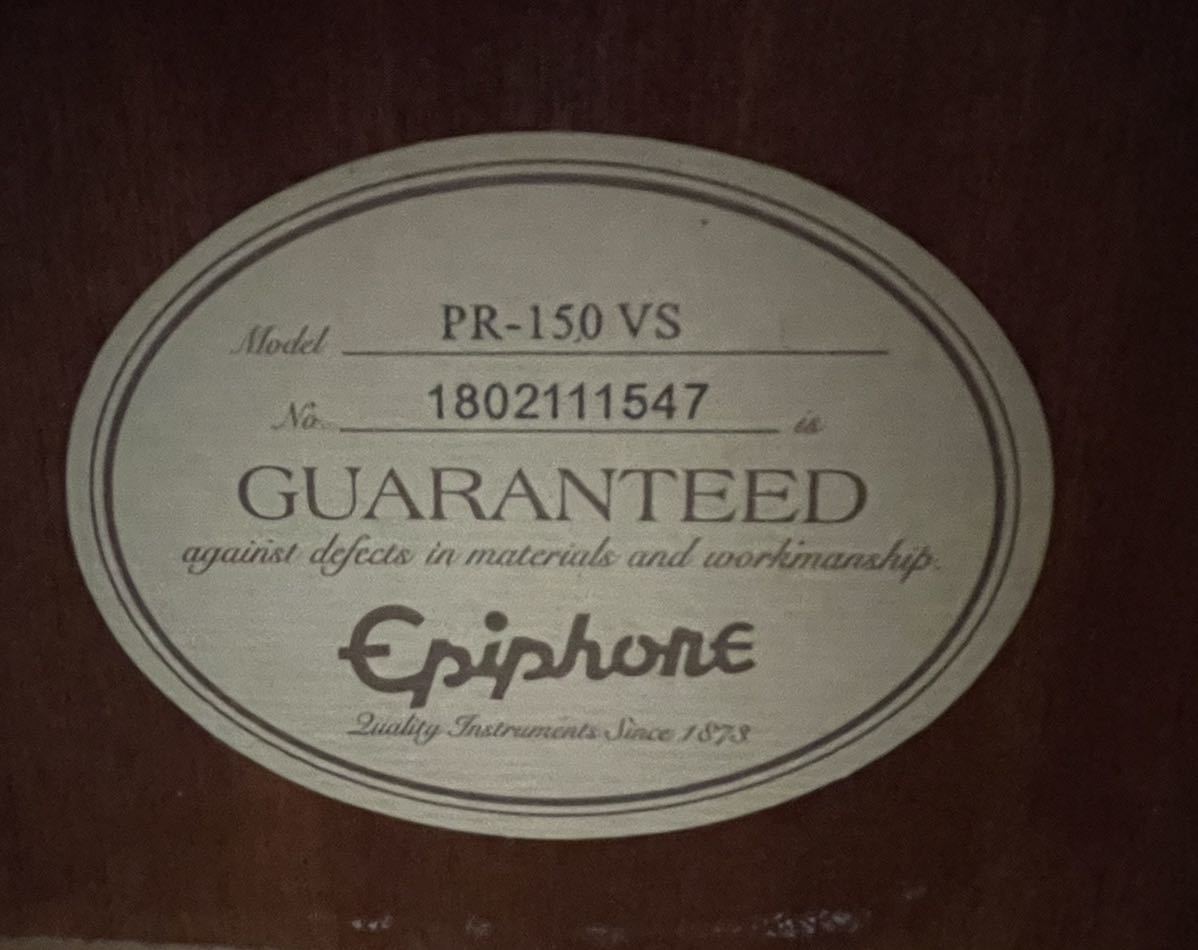 Model PR-150 VS
No. 1802111547 is
GUARANTEED
against defects in materials and workmanship.
Epiphone
Quality Instruments Since 1873